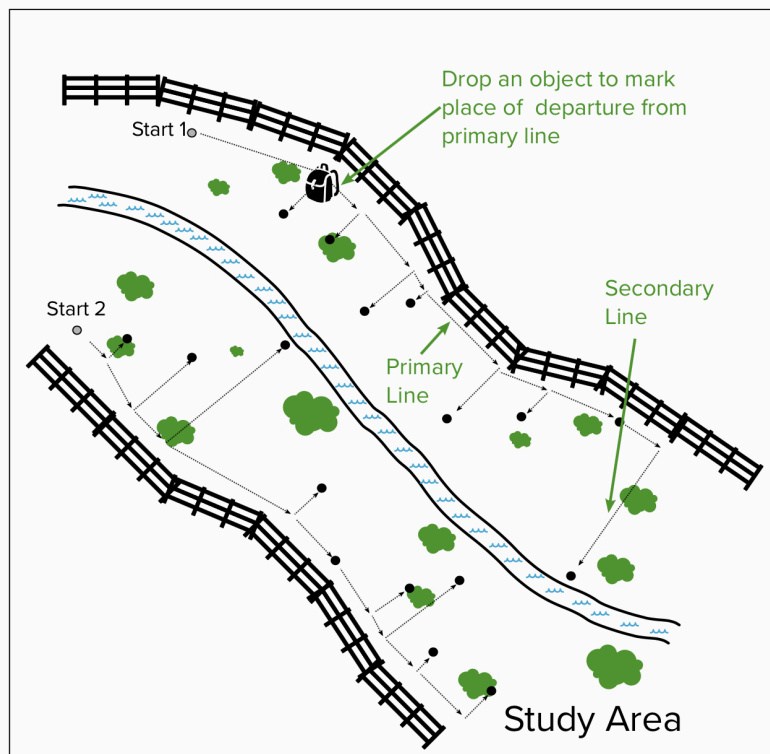 Drop an object to mark
place of departure from
primary line
Start 1
Secondary
Line
Start 2
Primary
Line
Study Area